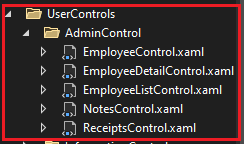 UserControls
AdminControl
EmployeeControl.xaml
EmployeeDetailControl.xaml
EmployeeListControl.xaml
NotesControl.xaml
ReceiptsControl.xaml